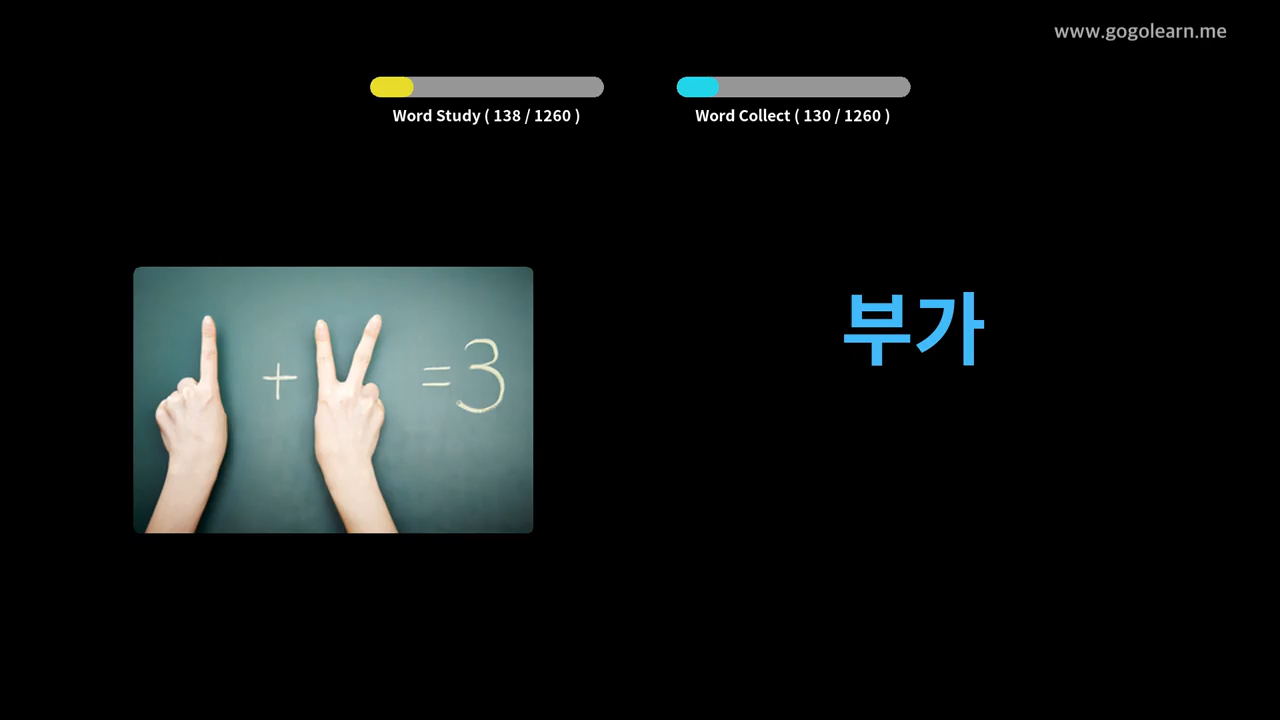 www.gogolearn.me
Word Study ( 138 / 1260 )
Word Collect ( 130 / 1260 )
+ = 3
부가